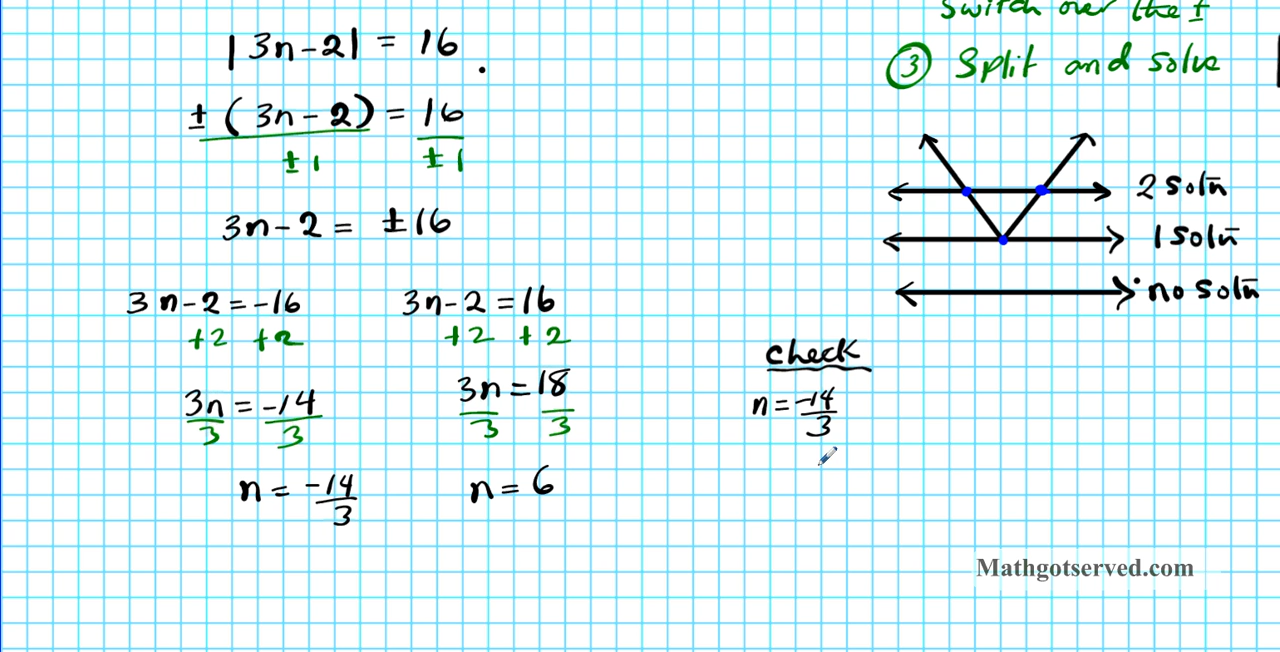 switch over the ±
③ Split and solve
|3n-2| = 16.
±(3n-2) = 16
±1 ±1
3n-2 = ±16
3n-2 = -16
+2 +2
3n = -14
3 3
n = -14/3
3n-2 = 16
+2 +2
3n = 18
3 3
n = 6
2 soln̄
1 soln̄
no soln̄
check
n = -14/3
Mathgotserved.com